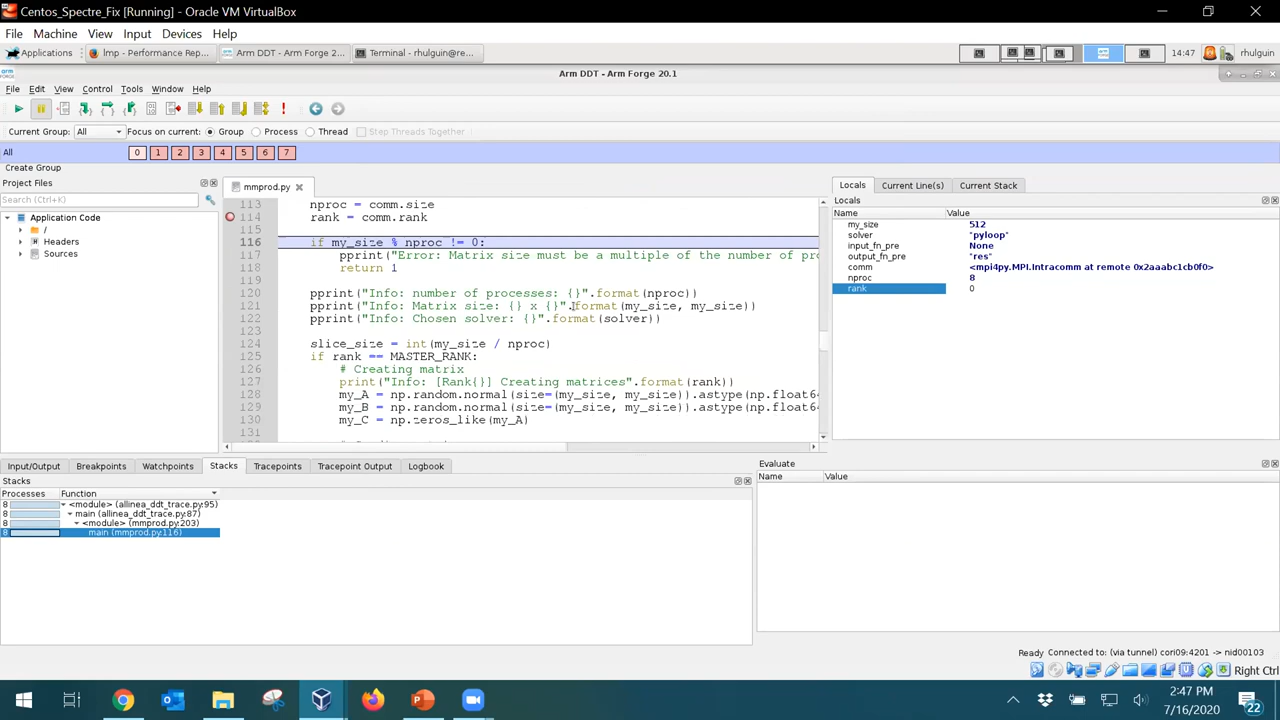 Centos_Spectre_Fix [Running] - Oracle VM VirtualBox
File Machine View Input Devices Help
Applications lmp - Performance Rep... Arm DDT - Arm Forge 20.1 ... Terminal - rhulguin@re... 14:47 rhulguin
Arm DDT - Arm Forge 20.1
ARM FORGE
File Edit View Control Tools Window Help
Current Group: All Focus on current: Group Process Thread Step Threads Together
All 0 1 2 3 4 5 6 7
Create Group
Project Files
Search (Ctrl+K)
Application Code
/
Headers
Sources
mmprod.py
113 nproc = comm.size
114 rank = comm.rank
115
116 if my_size % nproc != 0:
117 pprint("Error: Matrix size must be a multiple of the number of pro
118 return 1
119
120 pprint("Info: number of processes: {}".format(nproc))
121 pprint("Info: Matrix size: {} x {}".format(my_size, my_size))
122 pprint("Info: Chosen solver: {}".format(solver))
123
124 slice_size = int(my_size / nproc)
125 if rank == MASTER_RANK:
126 # Creating matrix
127 print("Info: [Rank{}] Creating matrices".format(rank))
128 my_A = np.random.normal(size=(my_size, my_size)).astype(np.float6
129 my_B = np.random.normal(size=(my_size, my_size)).astype(np.float6
130 my_C = np.zeros_like(my_A)
131
Locals Current Line(s) Current Stack
Locals
Name Value
my_size 512
solver "pyloop"
input_fn_pre None
output_fn_pre "res"
comm <mpi4py.MPI.Intracomm at remote 0x2aaabc1cb0f0>
nproc 8
rank 0
Input/Output Breakpoints Watchpoints Stacks Tracepoints Tracepoint Output Logbook
Stacks
Processes Function
8 <module> (allinea_ddt_trace.py:95)
8 main (allinea_ddt_trace.py:87)
8 <module> (mmprod.py:203)
8 main (mmprod.py:116)
Evaluate
Name Value
Ready Connected to: (via tunnel) cori09:4201 -> nid00103
Right Ctrl
2:47 PM
7/16/2020
22